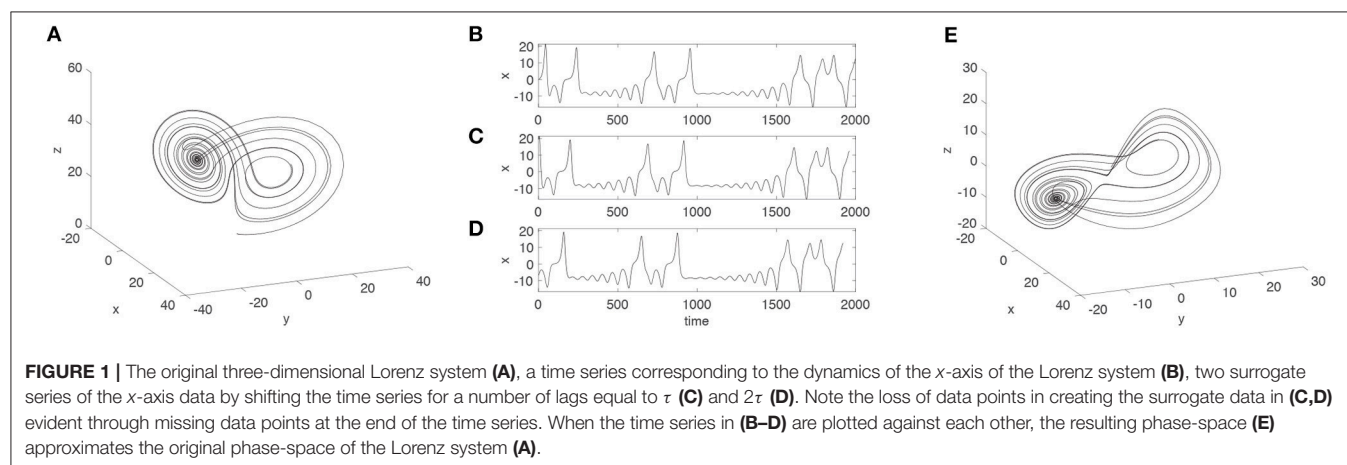 A
60
40
20
0
z
-20
0
20
40
x
-40
-20
0
20
40
y
B
20
10
0
-10
x
0
500
1000
1500
2000
C
20
10
0
-10
x
0
500
1000
1500
2000
D
20
10
0
-10
x
0
500
1000
1500
2000
time
E
30
20
10
0
-10
-20
z
-20
0
20
40
x
-20
-10
0
10
20
30
y
FIGURE 1 | The original three-dimensional Lorenz system (A), a time series corresponding to the dynamics of the x-axis of the Lorenz system (B), two surrogate
series of the x-axis data by shifting the time series for a number of lags equal to τ (C) and 2τ (D). Note the loss of data points in creating the surrogate data in (C,D)
evident through missing data points at the end of the time series. When the time series in (B–D) are plotted against each other, the resulting phase-space (E)
approximates the original phase-space of the Lorenz system (A).